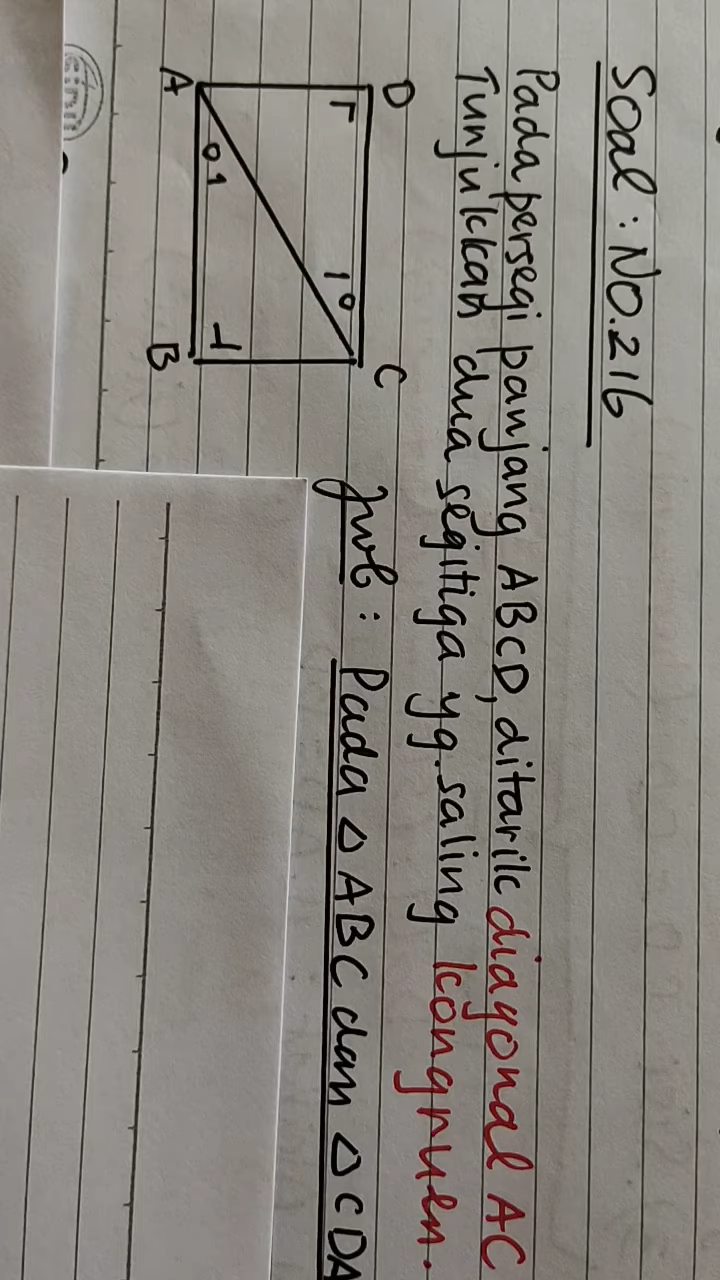 Soal : NO.216
Pada persegi panjang ABCD, ditarik diagonal AC
Tunjukkan dua segitiga yg. saling kongruen.
D
C
1
o
o
1
A
B
Jwb : Pada △ ABC dan △ CDA